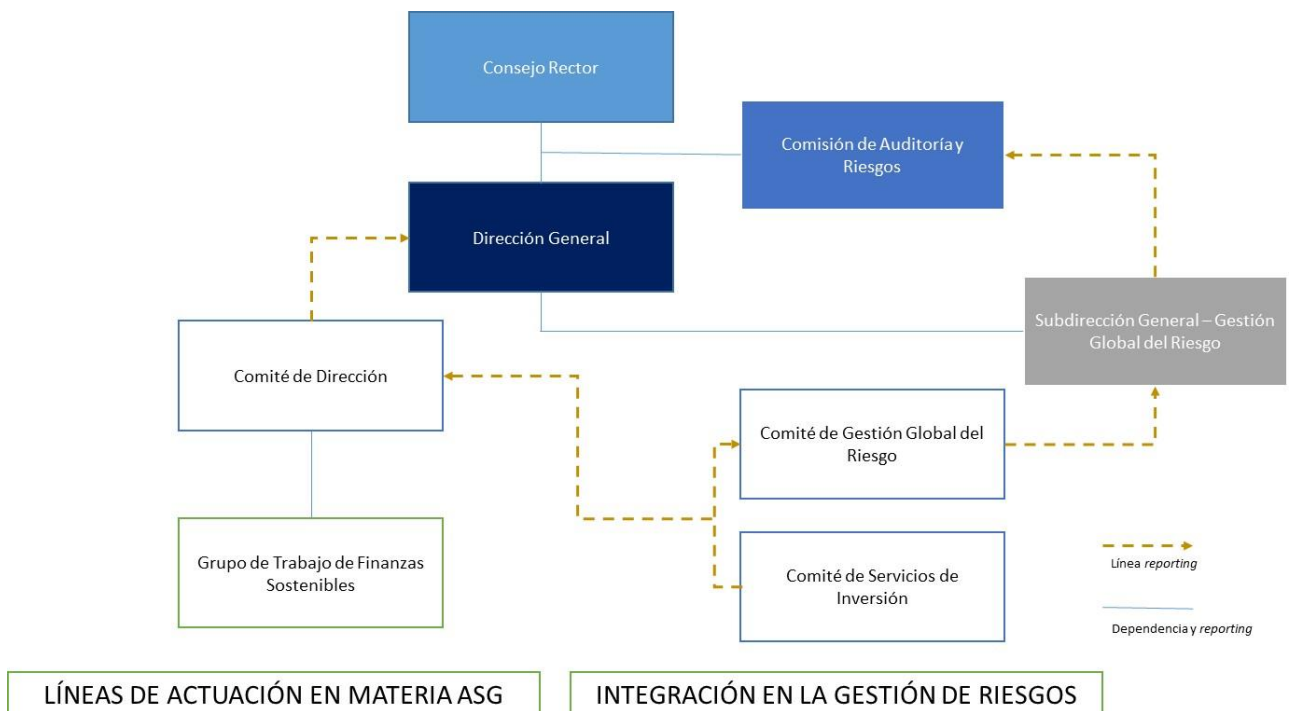 Consejo Rector
Comisión de Auditoría y
Riesgos
Dirección General
Subdirección General – Gestión
Global del Riesgo
Comité de Dirección
Comité de Gestión Global del
Riesgo
Grupo de Trabajo de Finanzas
Sostenibles
Comité de Servicios de
Inversión
Línea reporting
Dependencia y reporting
LÍNEAS DE ACTUACIÓN EN MATERIA ASG
INTEGRACIÓN EN LA GESTIÓN DE RIESGOS